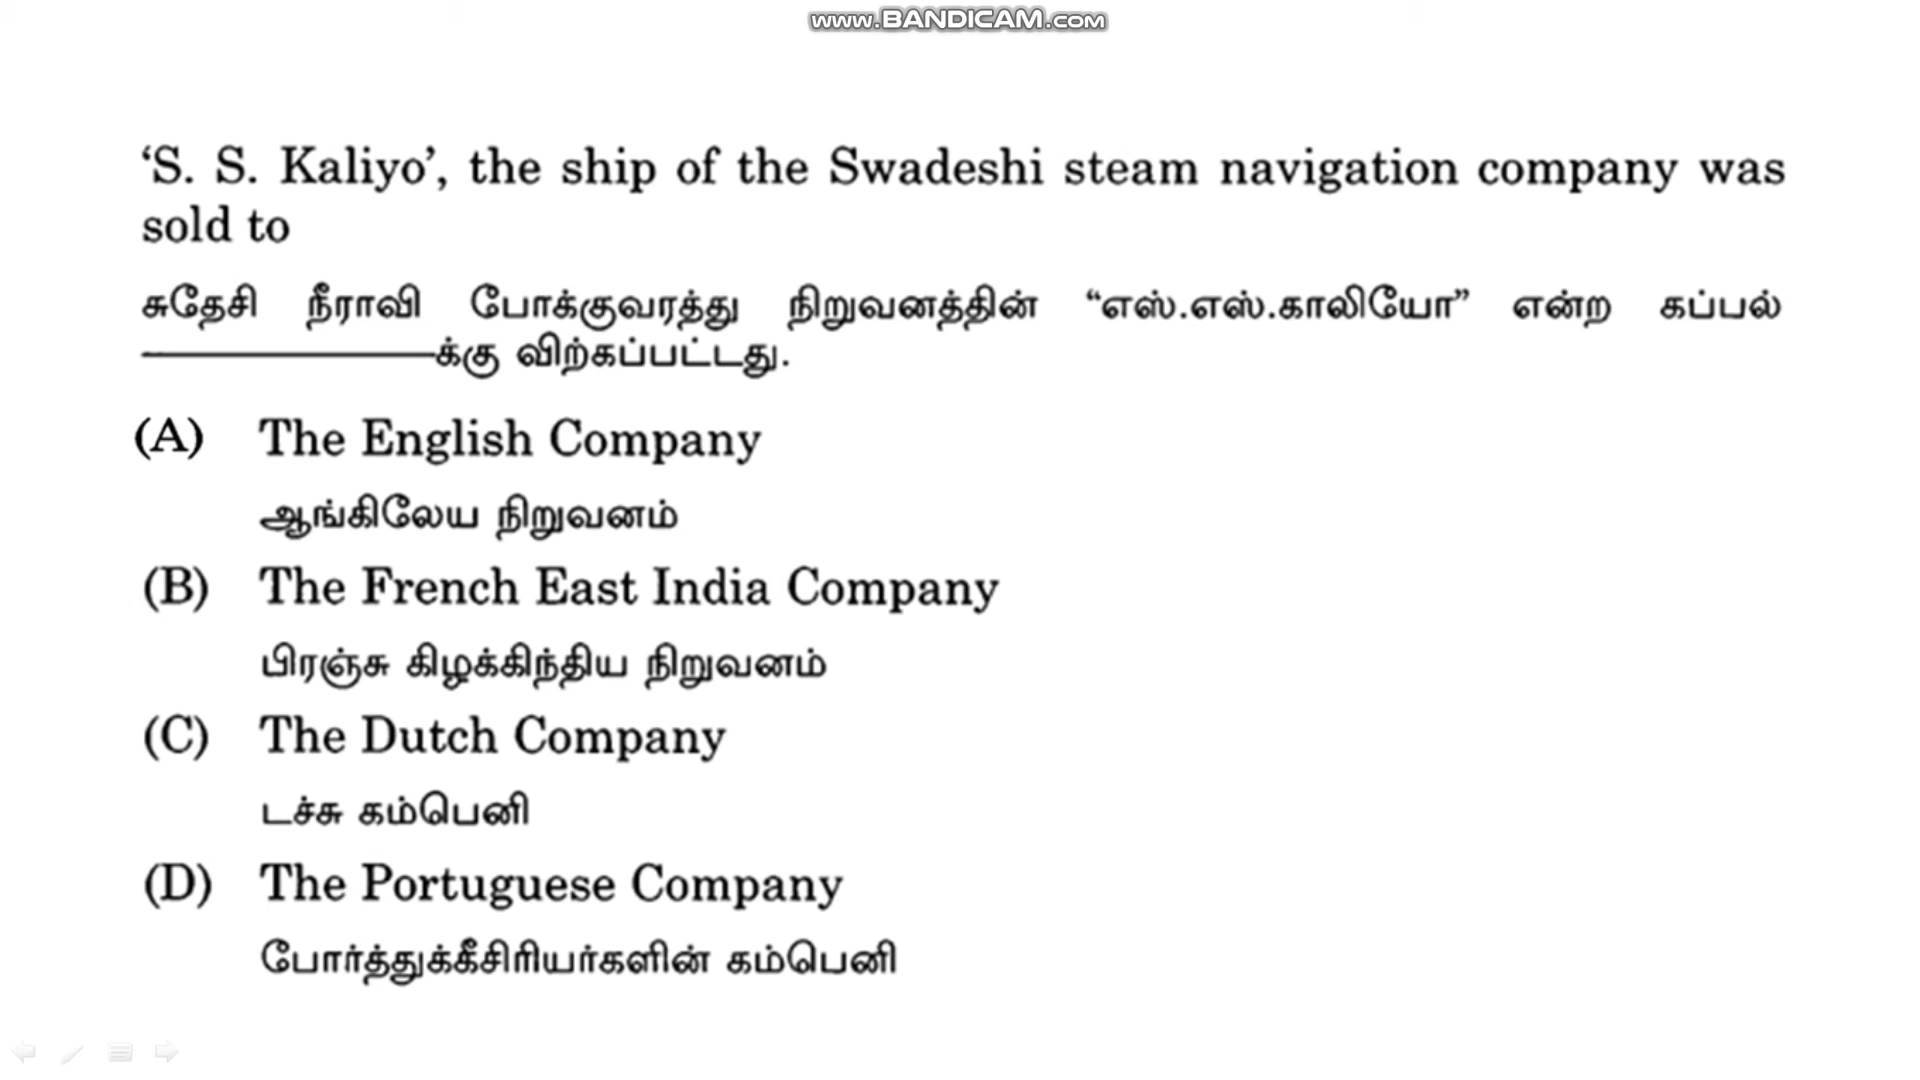 www.BANDICAM.com
‘S. S. Kaliyo’, the ship of the Swadeshi steam navigation company was
sold to
சுதேசி நீராவி போக்குவரத்து நிறுவனத்தின் “எஸ்.எஸ்.காலியோ” என்ற கப்பல்
————————க்கு விற்கப்பட்டது.
(A) The English Company
ஆங்கிலேய நிறுவனம்
(B) The French East India Company
பிரஞ்சு கிழக்கிந்திய நிறுவனம்
(C) The Dutch Company
டச்சு கம்பெனி
(D) The Portuguese Company
போர்த்துக்கீசிரியர்களின் கம்பெனி